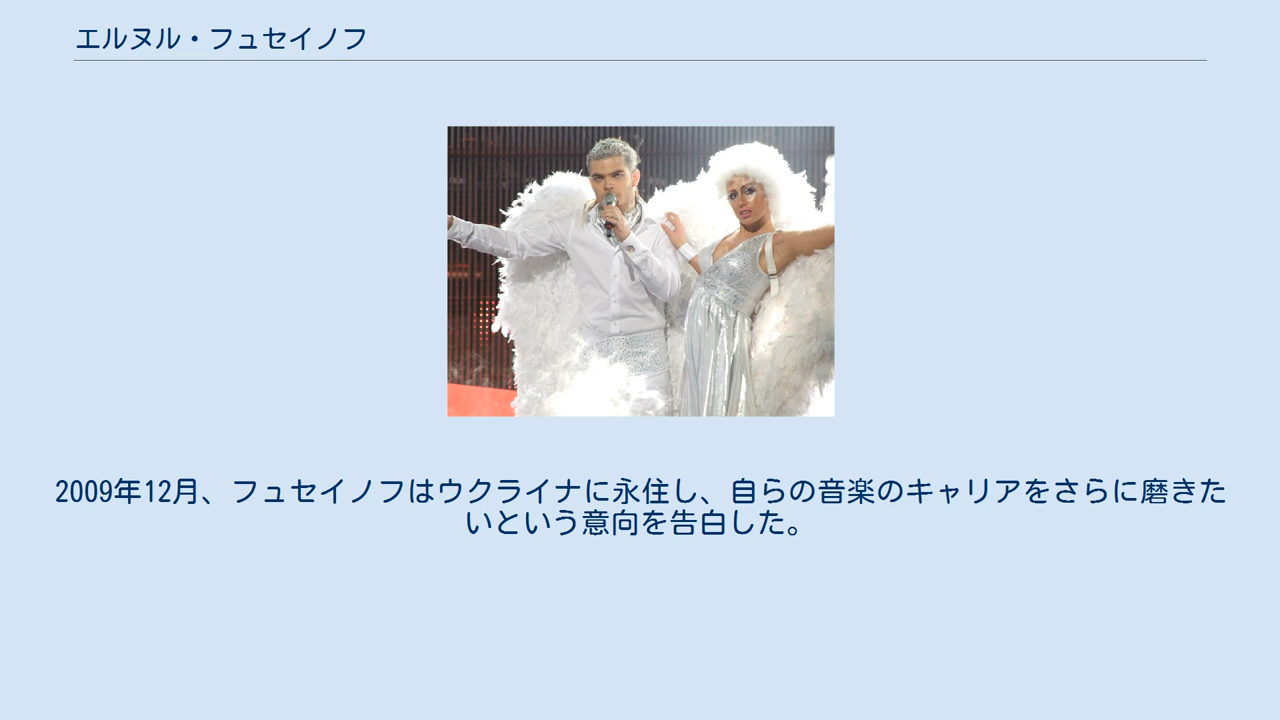 エルヌル・フュセイノフ
2009年12月、フュセイノフはウクライナに永住し、自らの音楽のキャリアをさらに磨きた
いという意向を告白した。